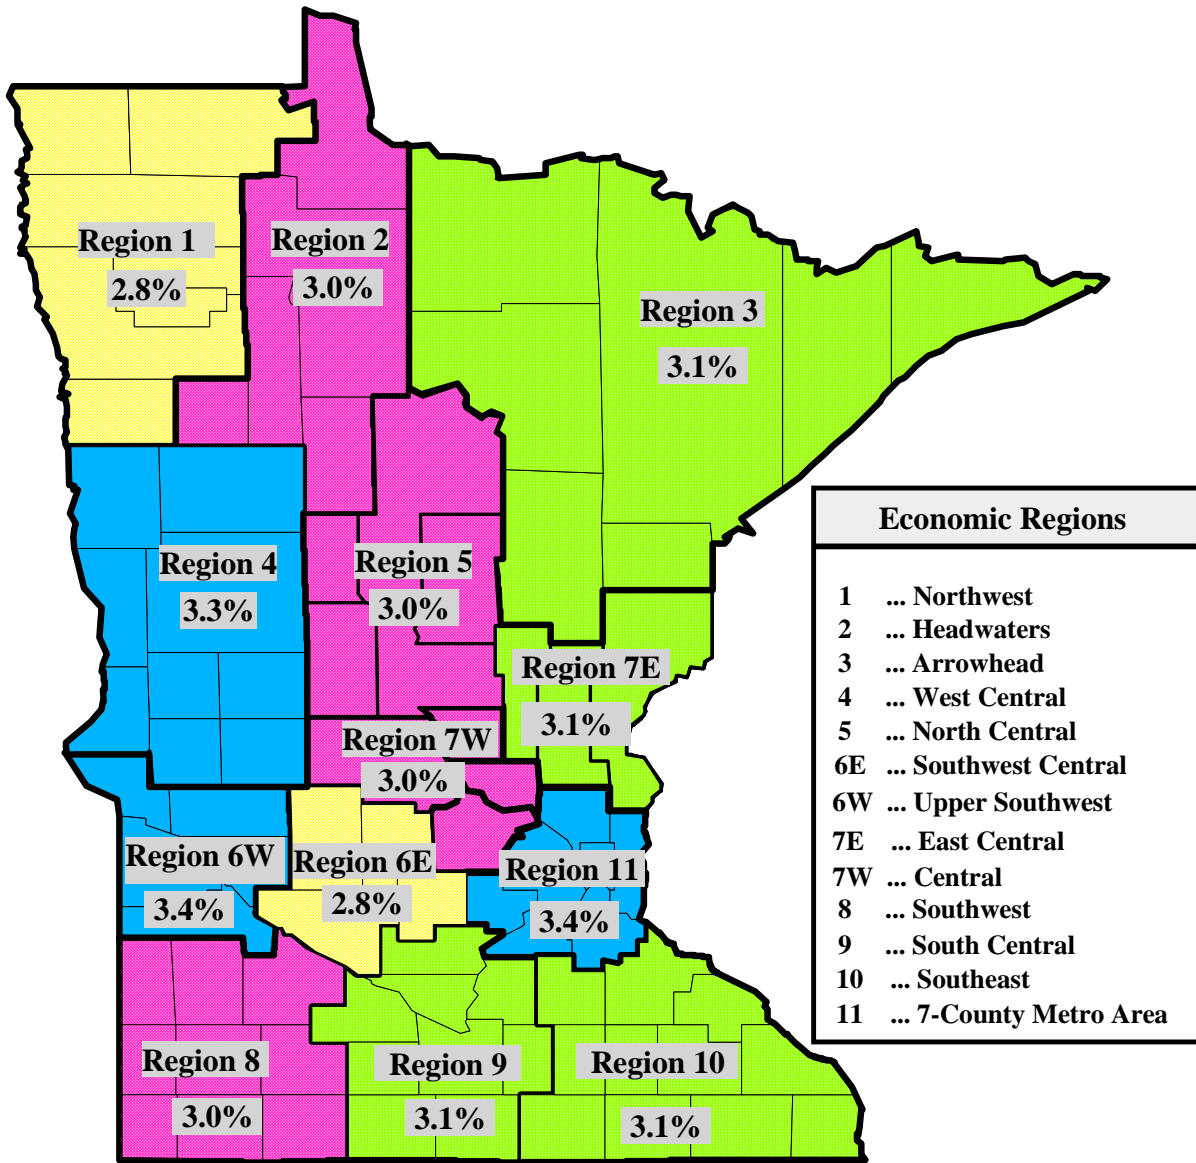 Region 1
2.8%
Region 2
3.0%
Region 3
3.1%
Region 4
3.3%
Region 5
3.0%
Region 7E
3.1%
Region 7W
3.0%
Region 6W
3.4%
Region 6E
2.8%
Region 11
3.4%
Region 8
3.0%
Region 9
3.1%
Region 10
3.1%
Economic Regions
1 ... Northwest
2 ... Headwaters
3 ... Arrowhead
4 ... West Central
5 ... North Central
6E ... Southwest Central
6W ... Upper Southwest
7E ... East Central
7W ... Central
8 ... Southwest
9 ... South Central
10 ... Southeast
11 ... 7-County Metro Area